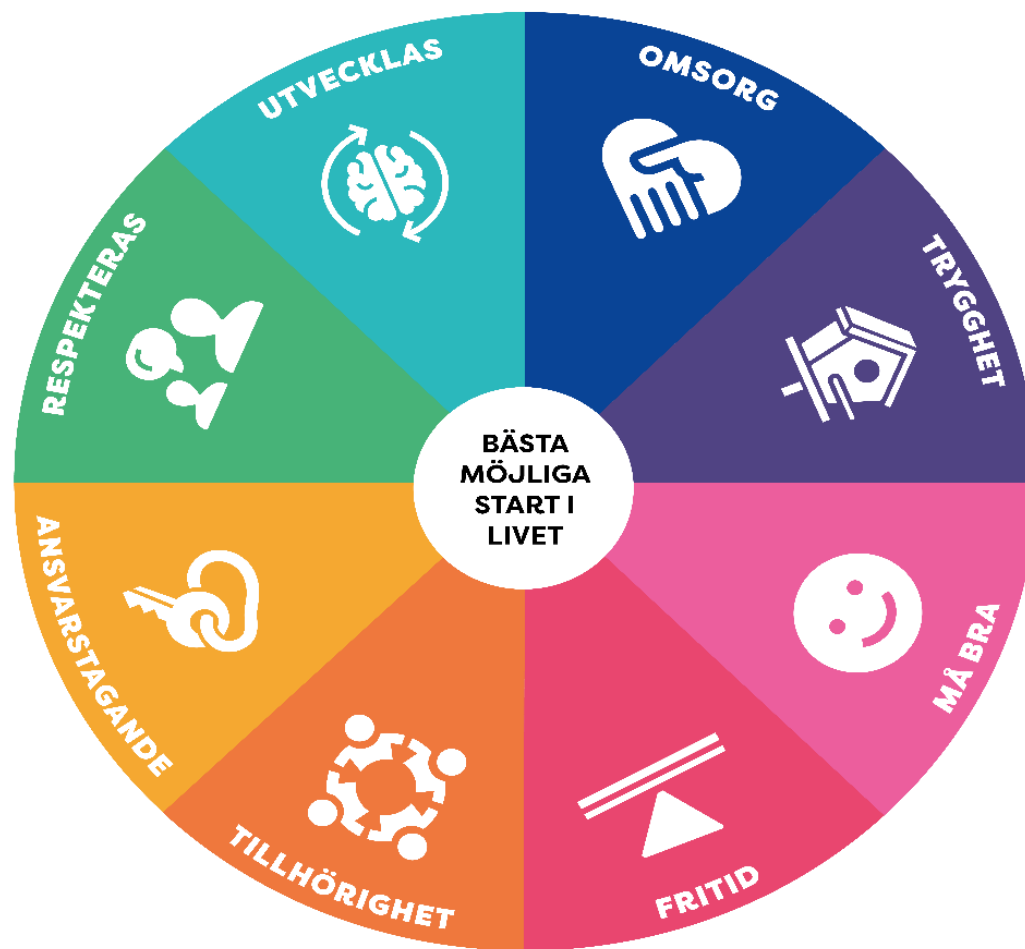 OMSORG
TRYGGHET
MÅ BRA
FRITID
TILLHÖRIGHET
ANSVARSTAGANDE
RESPEKTERAS
UTVECKLAS
BÄSTA
MÖJLIGA
START I
LIVET